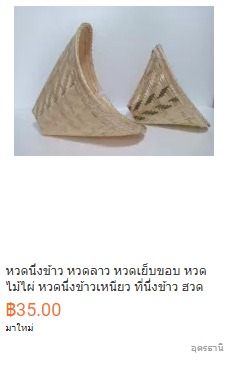 หวดนึ่งข้าว หวดลาว หวดเย็บขอบ หวด
ไม้ไผ่ หวดนึ่งข้าวเหนียว ที่นึ่งข้าว ฮวด
฿35.00
มาใหม่
อุดรธานี